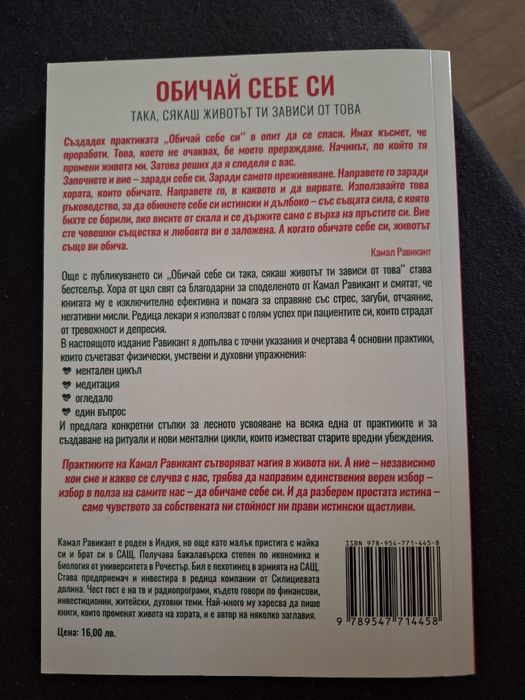 ОБИЧАЙ СЕБЕ СИ
ТАКА, СЯКАШ ЖИВОТЪТ ТИ ЗАВИСИ ОТ ТОВА
Създадох практиката „Обичай себе си“ в опит да се спася. Имах късмет, че
проработи. Това, което не очаквах, бе моето прераждане. Начинът, по който тя
промени живота ми. Затова реших да я споделя с вас.
Започнете и вие – заради себе си. Заради самото преживяване. Направете го заради
хората, които обичате. Направете го, в каквото и да вярвате. Използвайте това
ръководство, за да обикнете себе си истински и дълбоко – със същата сила, с която
бихте се борили, ако висите от скала и се държите само с върха на пръстите си. Вие
сте човешки същества и любовта ви е заложена. А когато обичате себе си, животът
също ви обича.
Камал Равикант
Още с публикуването си „Обичай себе си така, сякаш животът ти зависи от това“ става
бестселър. Хора от цял свят са благодарни за споделеното от Камал Равикант и смятат, че
книгата му е изключително ефективна и помага за справяне със стрес, загуби, отчаяние,
негативни мисли. Редица лекари я използват с голям успех при пациентите си, които страдат
от тревожност и депресия.
В настоящото издание Равикант я допълва с точни указания и очертава 4 основни практики,
които съчетават физически, умствени и духовни упражнения:
ментален цикъл
медитация
огледало
един въпрос
И предлага конкретни стъпки за лесното усвояване на всяка една от практиките и за
създаване на ритуали и нови ментални цикли, които изместват старите вредни убеждения.
Практиките на Камал Равикант сътворяват магия в живота ни. А ние – независимо
кои сме и какво се случва с нас, трябва да направим единствения верен избор –
избор в полза на самите нас – да обичаме себе си. И да разберем простата истина –
само чувството за собствената ни стойност ни прави истински щастливи.
Камал Равикант е роден в Индия, но още като малък пристига с майка
си и брат си в САЩ. Получава бакалавърска степен по икономика и
биология от университета в Рочестър. Бил е пехотинец в армията на САЩ.
Става предприемач и инвестира в редица компании от Силициевата
долина. Чест гост е на тв и радиопрограми, където говори по финансови,
инвестиционни, житейски, духовни теми. Най-много му харесва да пише
книги, които променят живота на хората, и е автор на няколко заглавия.
Цена: 16,00 лв.
ISBN 978-954-771-445-8
9 789547 714458